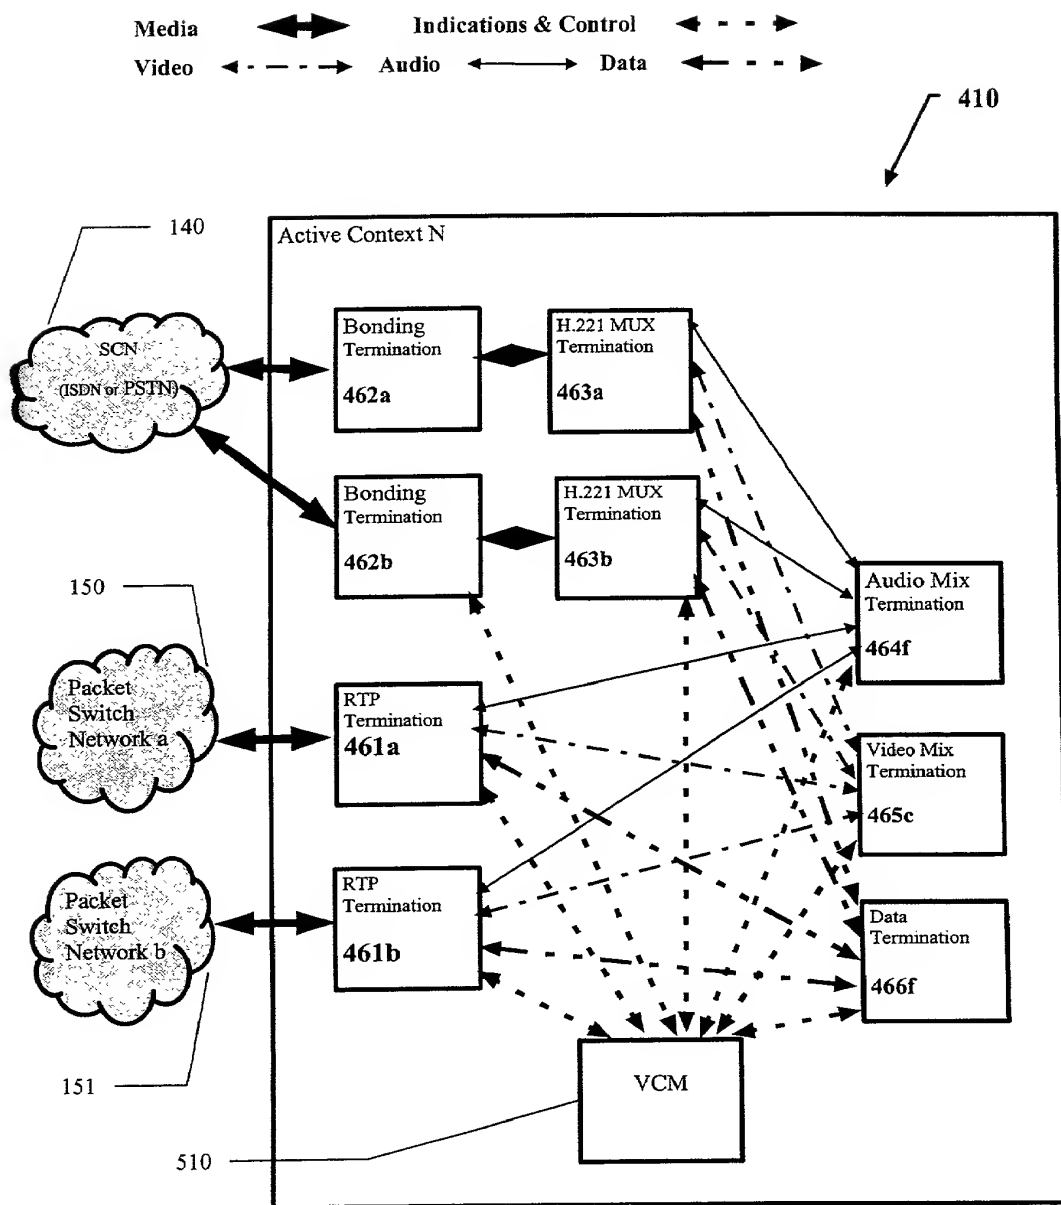 Media Indications & Control
Video Audio Data
410
140
Active Context N
SCN
(ISDN or PSTN)
Bonding
Termination
462a
H.221 MUX
Termination
463a
Bonding
Termination
462b
H.221 MUX
Termination
463b
150
Audio Mix
Termination
464f
Packet
Switch
Network a
RTP
Termination
461a
Video Mix
Termination
465c
Packet
Switch
Network b
RTP
Termination
461b
Data
Termination
466f
151
VCM
510